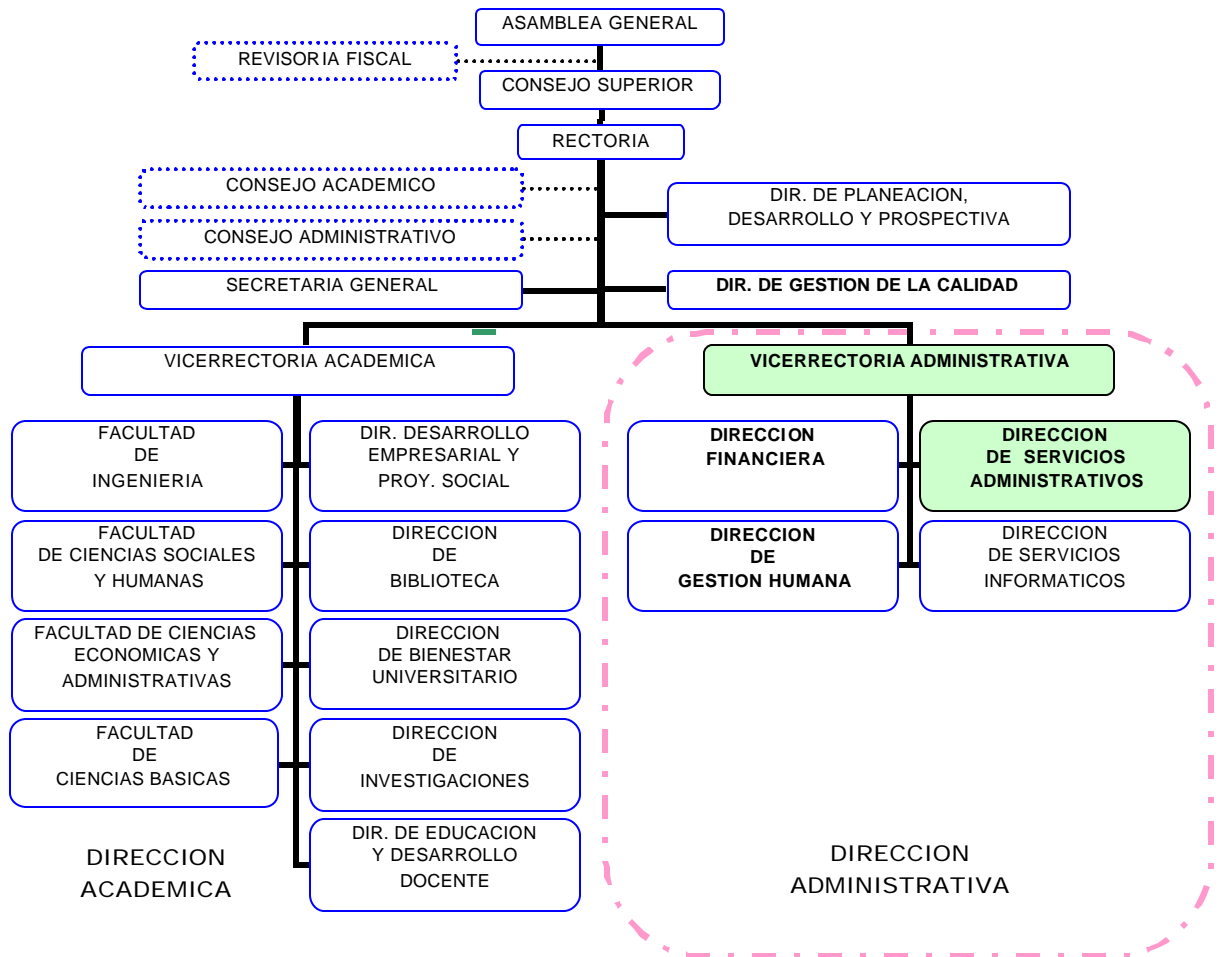 ASAMBLEA GENERAL
REVISORIA FISCAL
CONSEJO SUPERIOR
RECTORIA
CONSEJO ACADEMICO
DIR. DE PLANEACION,
DESARROLLO Y PROSPECTIVA
CONSEJO ADMINISTRATIVO
SECRETARIA GENERAL
DIR. DE GESTION DE LA CALIDAD
VICERRECTORIA ACADEMICA
VICERRECTORIA ADMINISTRATIVA
FACULTAD
DE
INGENIERIA
DIR. DESARROLLO
EMPRESARIAL Y
PROY. SOCIAL
DIRECCION
FINANCIERA
DIRECCION
DE SERVICIOS
ADMINISTRATIVOS
FACULTAD
DE CIENCIAS SOCIALES
Y HUMANAS
DIRECCION
DE
BIBLIOTECA
DIRECCION
DE
GESTION HUMANA
DIRECCION
DE SERVICIOS
INFORMATICOS
FACULTAD DE CIENCIAS
ECONOMICAS Y
ADMINISTRATIVAS
DIRECCION
DE BIENESTAR
UNIVERSITARIO
FACULTAD
DE
CIENCIAS BASICAS
DIRECCION
DE
INVESTIGACIONES
DIR. DE EDUCACION
Y DESARROLLO
DOCENTE
DIRECCION
ACADEMICA
DIRECCION
ADMINISTRATIVA